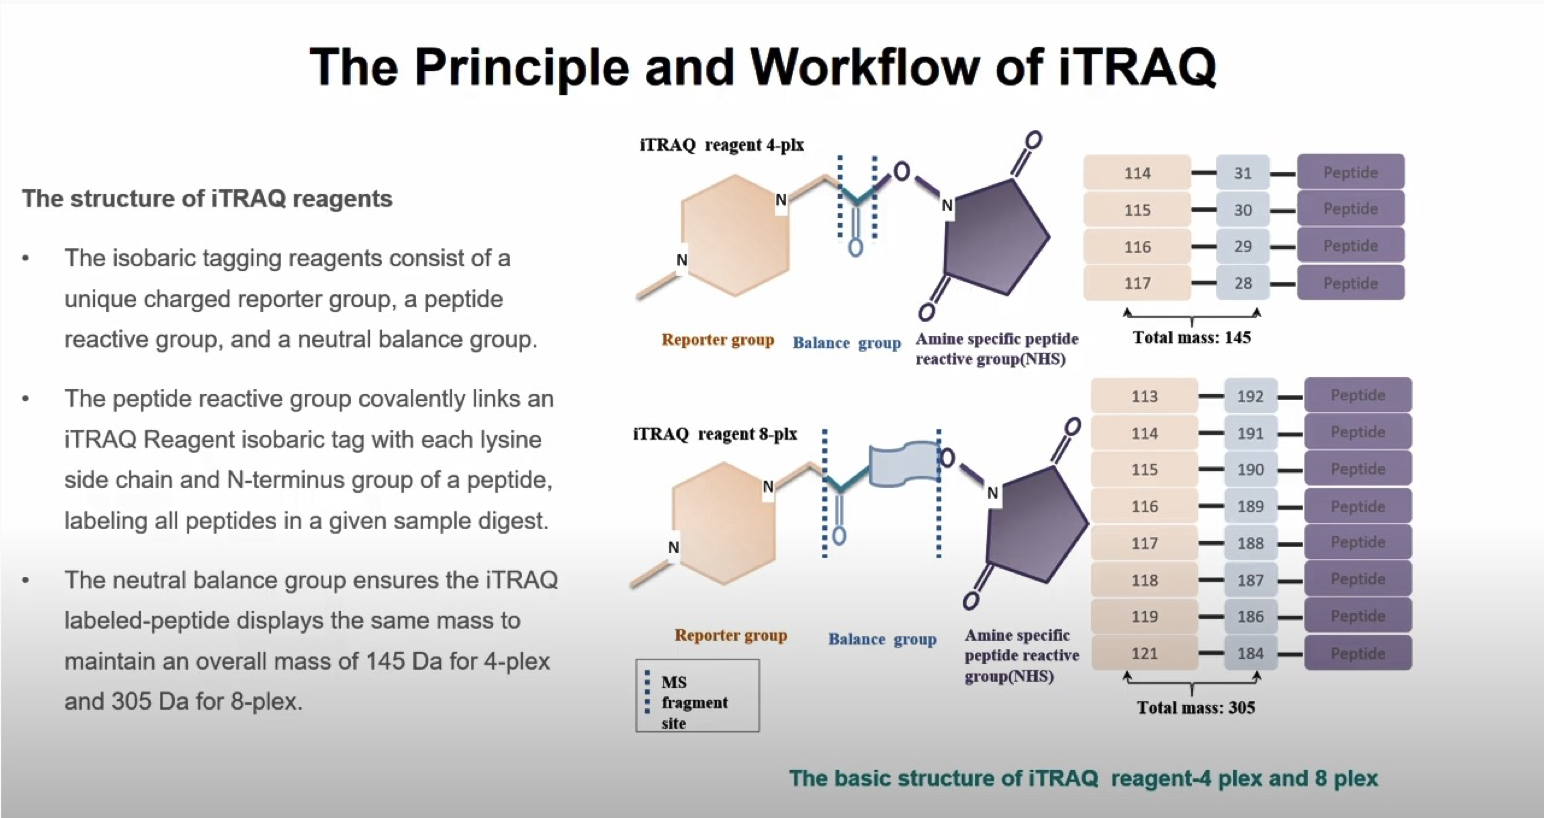 The Principle and Workflow of iTRAQ
The structure of iTRAQ reagents
• The isobaric tagging reagents consist of a
unique charged reporter group, a peptide
reactive group, and a neutral balance group.
• The peptide reactive group covalently links an
iTRAQ Reagent isobaric tag with each lysine
side chain and N-terminus group of a peptide,
labeling all peptides in a given sample digest.
• The neutral balance group ensures the iTRAQ
labeled-peptide displays the same mass to
maintain an overall mass of 145 Da for 4-plex
and 305 Da for 8-plex.
iTRAQ reagent 4-plx
N
N
O
O
N
O
O
Reporter group
Balance group
Amine specific peptide
reactive group(NHS)
114 31 Peptide
115 30 Peptide
116 29 Peptide
117 28 Peptide
Total mass: 145
iTRAQ reagent 8-plx
N
N
O
O
N
O
O
Reporter group
Balance group
Amine specific
peptide reactive
group(NHS)
113 192 Peptide
114 191 Peptide
115 190 Peptide
116 189 Peptide
117 188 Peptide
118 187 Peptide
119 186 Peptide
121 184 Peptide
Total mass: 305
MS
fragment
site
The basic structure of iTRAQ reagent-4 plex and 8 plex